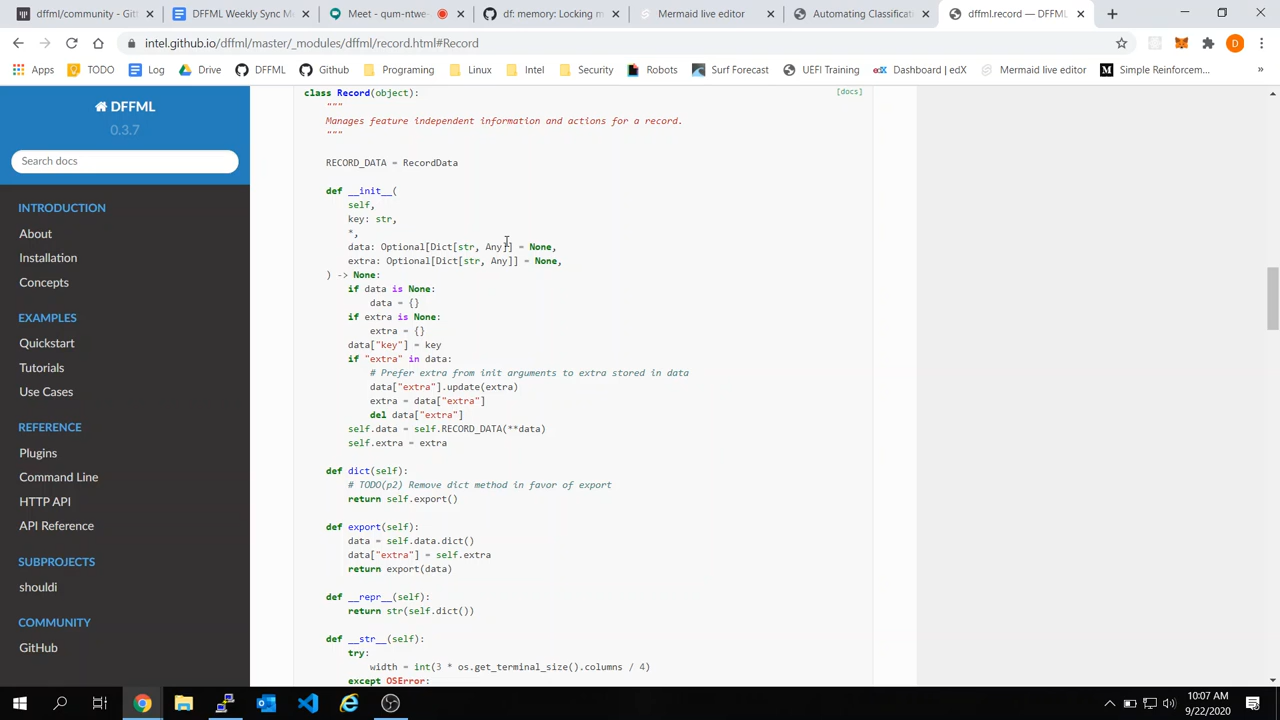 dffml/community - Gi
DFFML Weekly Sync M
Meet - qum-ntwe
df: memory: Locking m
Mermaid live editor
Automating Classificat
dffml.record — DFFML
intel.github.io/dffml/master/_modules/dffml/record.html#Record
D
Apps
TODO
Log
Drive
DFFML
Github
Programing
Linux
Intel
Security
Robots
Surf Forecast
UEFI Training
Dashboard | edX
Mermaid live editor
Simple Reinforcem...
DFFML
0.3.7
Search docs
INTRODUCTION
About
Installation
Concepts
EXAMPLES
Quickstart
Tutorials
Use Cases
REFERENCE
Plugins
Command Line
HTTP API
API Reference
SUBPROJECTS
shouldi
COMMUNITY
GitHub
class Record(object):
[docs]
"""
Manages feature independent information and actions for a record.
"""
RECORD_DATA = RecordData
def __init__(
self,
key: str,
*,
data: Optional[Dict[str, Any]] = None,
extra: Optional[Dict[str, Any]] = None,
) -> None:
if data is None:
data = {}
if extra is None:
extra = {}
data["key"] = key
if "extra" in data:
# Prefer extra from init arguments to extra stored in data
data["extra"].update(extra)
extra = data["extra"]
del data["extra"]
self.data = self.RECORD_DATA(**data)
self.extra = extra
def dict(self):
# TODO(p2) Remove dict method in favor of export
return self.export()
def export(self):
data = self.data.dict()
data["extra"] = self.extra
return export(data)
def __repr__(self):
return str(self.dict())
def __str__(self):
try:
width = int(3 * os.get_terminal_size().columns / 4)
except OSError:
10:07 AM
9/22/2020